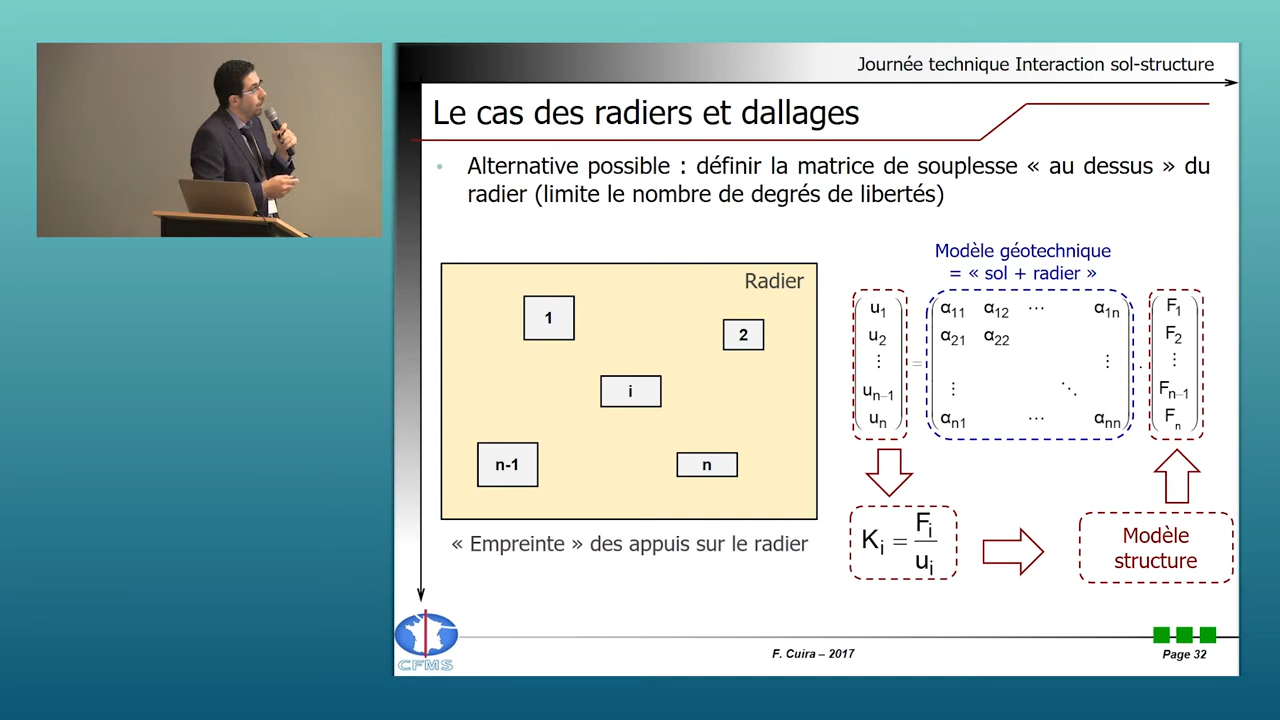 Journée technique Interaction sol-structure
Le cas des radiers et dallages
• Alternative possible : définir la matrice de souplesse « au dessus » du
radier (limite le nombre de degrés de libertés)
Radier
1
2
i
n-1
n
« Empreinte » des appuis sur le radier
Modèle géotechnique
= « sol + radier »
u1 α11 α12 ⋯ α1n F1
u2 α21 α22 F2
⋮ = ⋮ . ⋮
un–1 ⋮ ⋱ Fn–1
un αn1 ⋯ αnn Fn
Ki = Fi / ui
Modèle
structure
CFMS
F. Cuira – 2017
Page 32